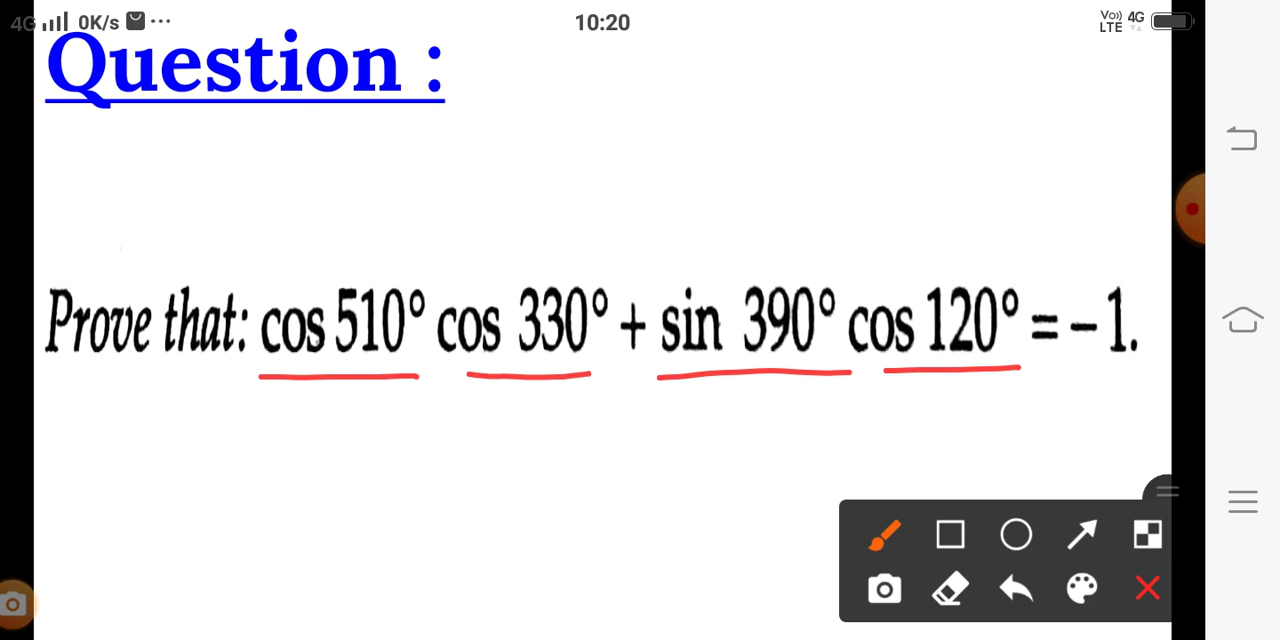 4G 0K/s ... 10:20 Vo)) LTE 4G
Question :
Prove that: cos 510° cos 330° + sin 390° cos 120° = – 1.